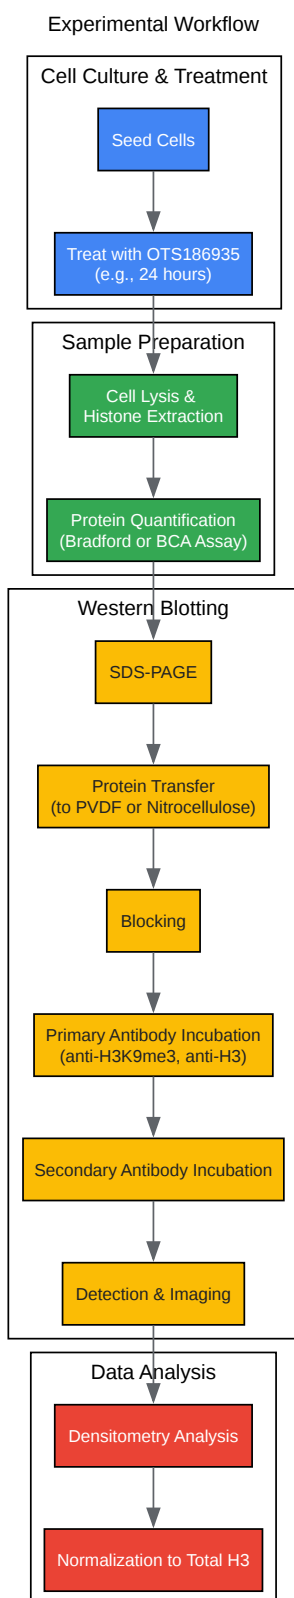 Experimental Workflow
Cell Culture & Treatment
Seed Cells
Treat with OTS186935
(e.g., 24 hours)
Sample Preparation
Cell Lysis &
Histone Extraction
Protein Quantification
(Bradford or BCA Assay)
Western Blotting
SDS-PAGE
Protein Transfer
(to PVDF or Nitrocellulose)
Blocking
Primary Antibody Incubation
(anti-H3K9me3, anti-H3)
Secondary Antibody Incubation
Detection & Imaging
Data Analysis
Densitometry Analysis
Normalization to Total H3